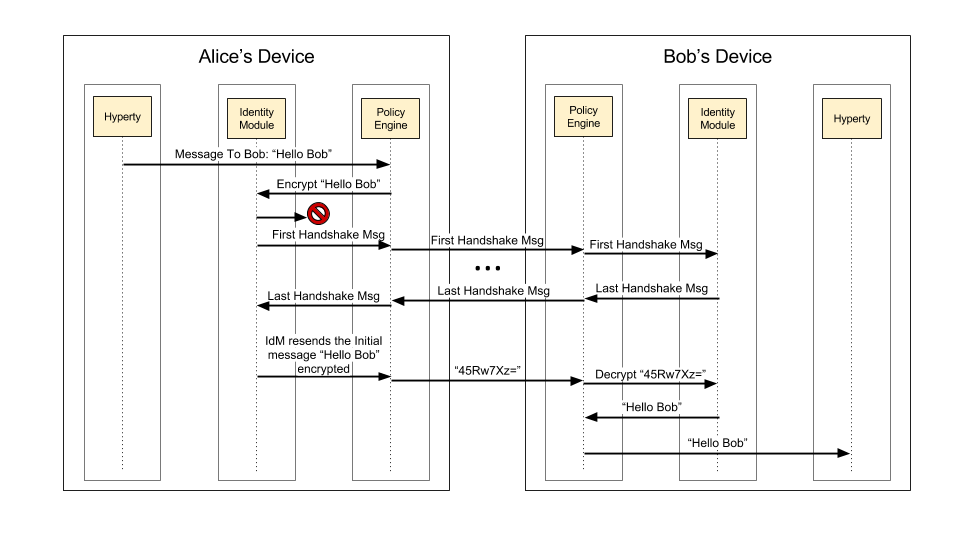 Alice’s Device
Bob’s Device
Hyperty
Identity
Module
Policy
Engine
Policy
Engine
Identity
Module
Hyperty
Message To Bob: “Hello Bob”
Encrypt “Hello Bob”
First Handshake Msg
First Handshake Msg
First Handshake Msg
...
Last Handshake Msg
Last Handshake Msg
Last Handshake Msg
IdM resends the Initial
message “Hello Bob”
encrypted
“45Rw7Xz=”
Decrypt “45Rw7Xz=”
“Hello Bob”
“Hello Bob”